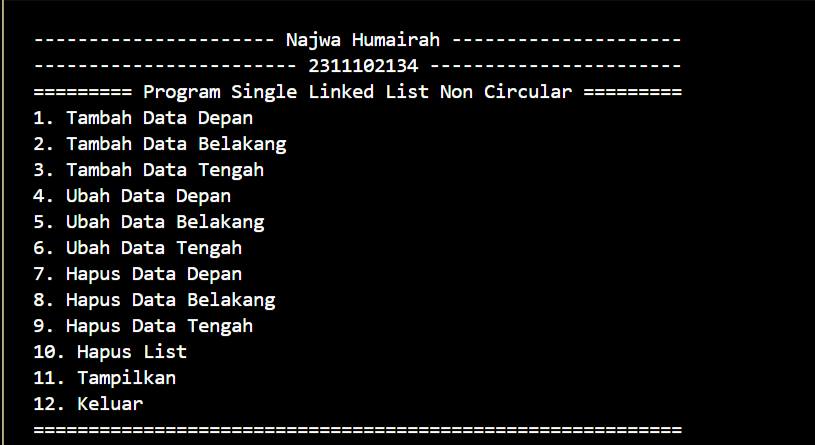 ---------------------- Najwa Humairah ---------------------
------------------------ 2311102134 -----------------------
========= Program Single Linked List Non Circular =========
1. Tambah Data Depan
2. Tambah Data Belakang
3. Tambah Data Tengah
4. Ubah Data Depan
5. Ubah Data Belakang
6. Ubah Data Tengah
7. Hapus Data Depan
8. Hapus Data Belakang
9. Hapus Data Tengah
10. Hapus List
11. Tampilkan
12. Keluar
===========================================================